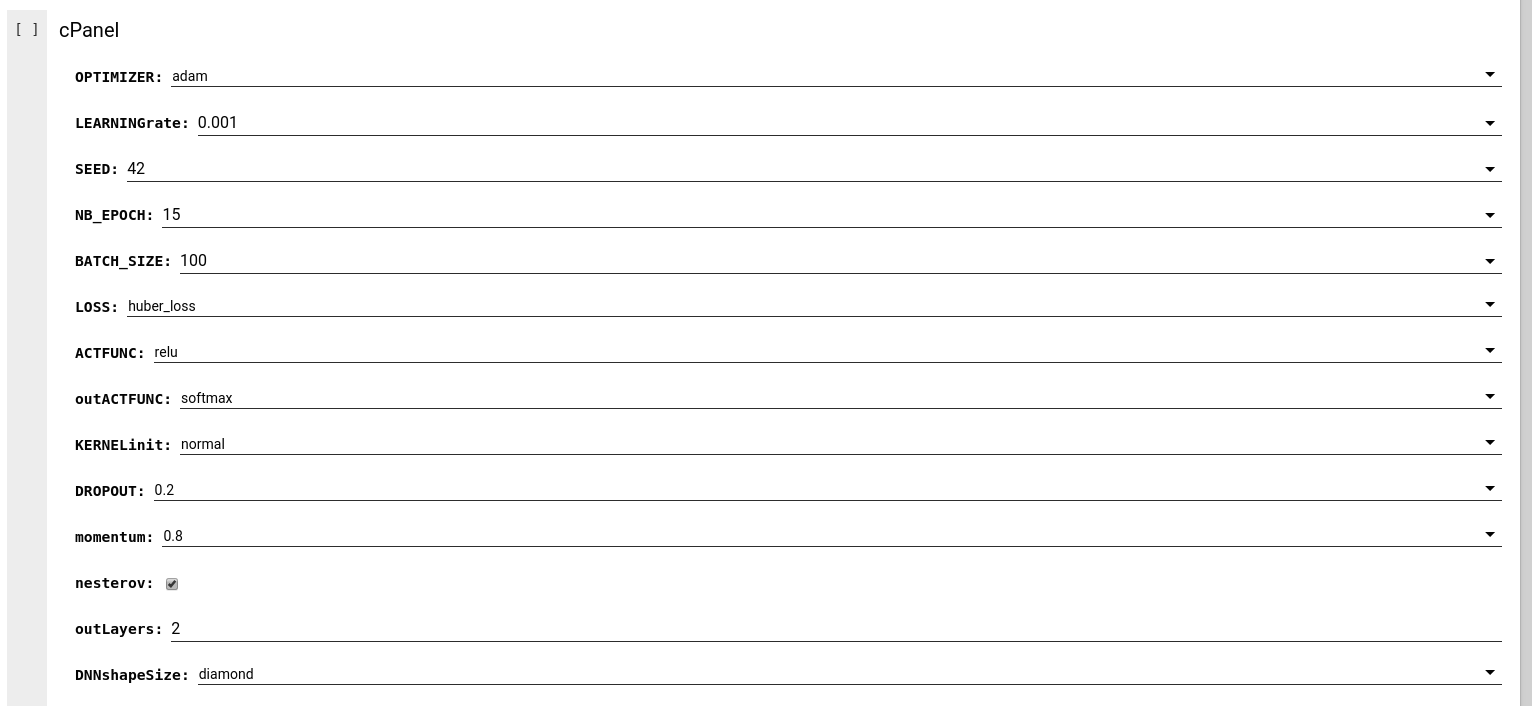 [ ] cPanel
OPTIMIZER: adam
LEARNINGrate: 0.001
SEED: 42
NB_EPOCH: 15
BATCH_SIZE: 100
LOSS: huber_loss
ACTFUNC: relu
outACTFUNC: softmax
KERNELinit: normal
DROPOUT: 0.2
momentum: 0.8
nesterov:
outLayers: 2
DNNshapeSize: diamond